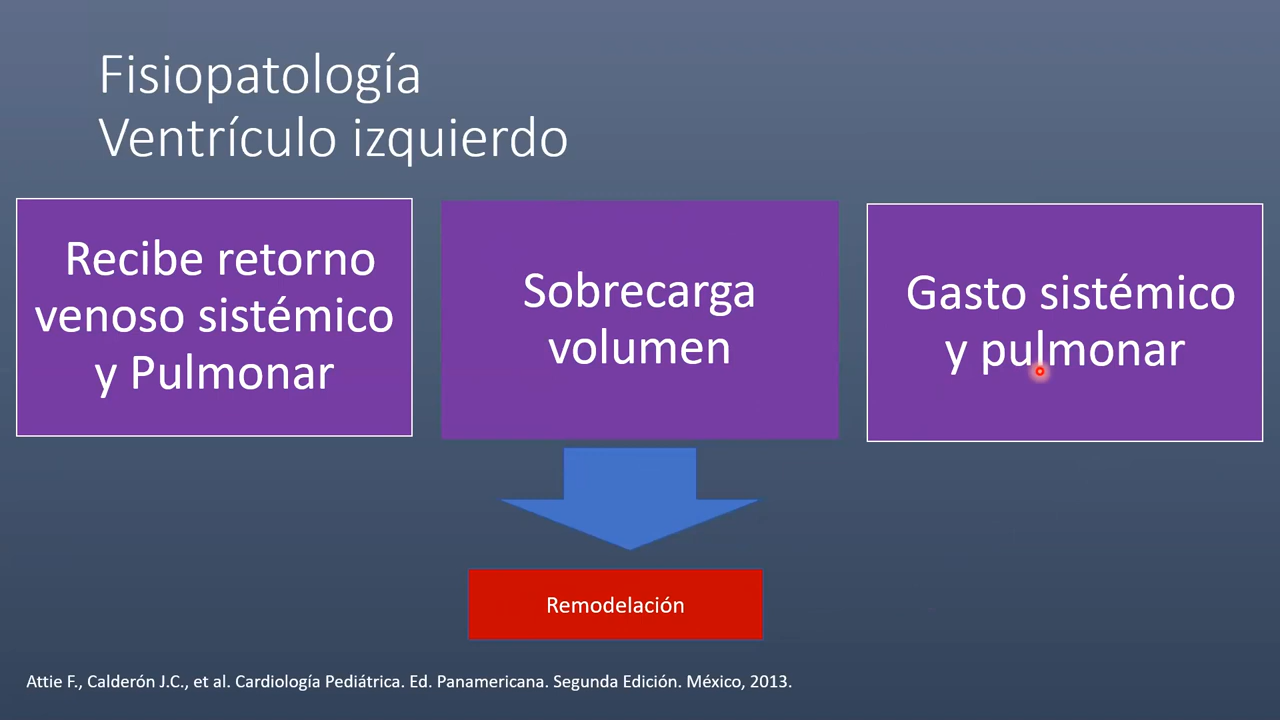 Fisiopatología
Ventrículo izquierdo
Recibe retorno
venoso sistémico
y Pulmonar
Sobrecarga
volumen
Gasto sistémico
y pulmonar
Remodelación
Attie F., Calderón J.C., et al. Cardiología Pediátrica. Ed. Panamericana. Segunda Edición. México, 2013.